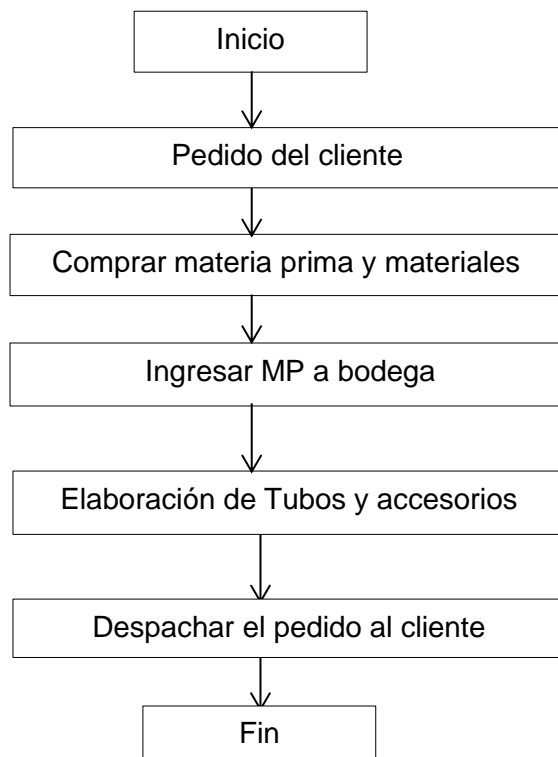 Inicio
Pedido del cliente
Comprar materia prima y materiales
Ingresar MP a bodega
Elaboración de Tubos y accesorios
Despachar el pedido al cliente
Fin